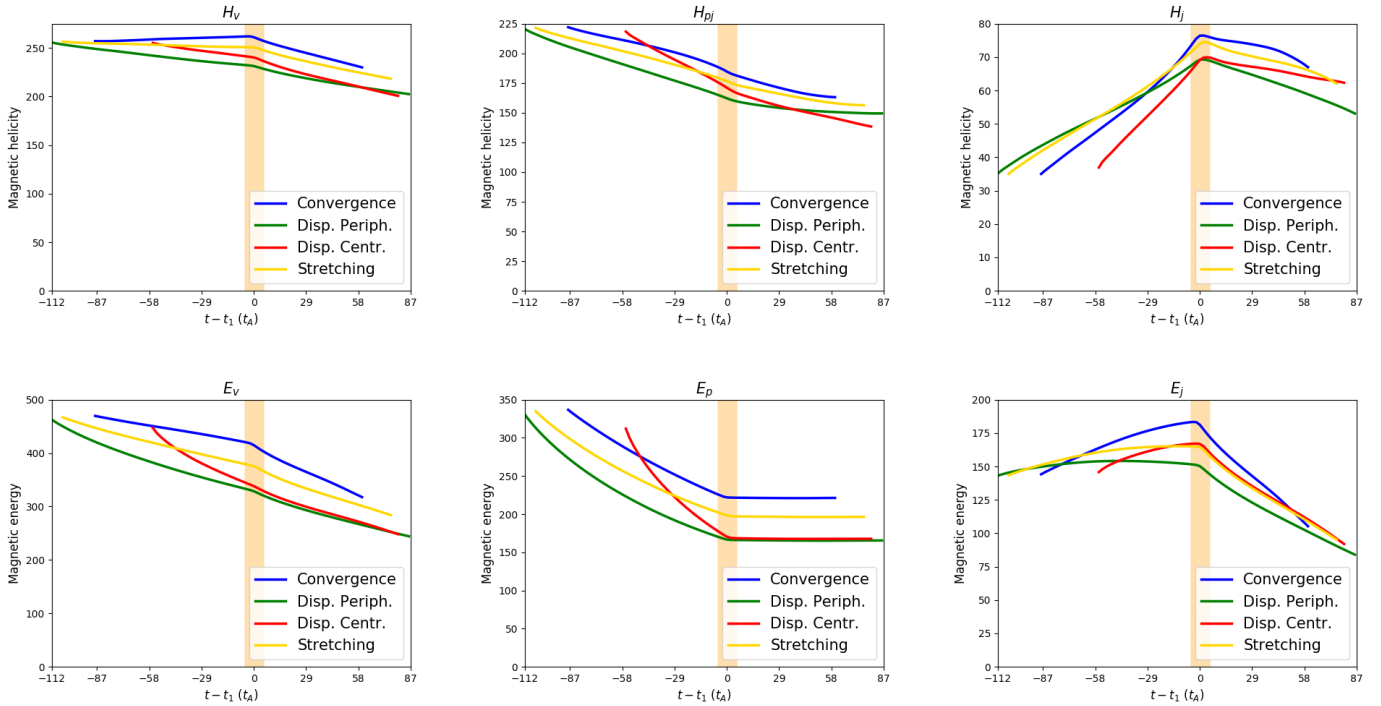 H_v
Magnetic helicity
250
200
150
100
50
0
−112 −87 −58 −29 0 29 58 87
t − t_1 (t_A)
Convergence
Disp. Periph.
Disp. Centr.
Stretching
H_pj
Magnetic helicity
225
200
175
150
125
100
75
50
25
0
−112 −87 −58 −29 0 29 58 87
t − t_1 (t_A)
Convergence
Disp. Periph.
Disp. Centr.
Stretching
H_j
Magnetic helicity
80
70
60
50
40
30
20
10
0
−112 −87 −58 −29 0 29 58 87
t − t_1 (t_A)
Convergence
Disp. Periph.
Disp. Centr.
Stretching
E_v
Magnetic energy
500
400
300
200
100
0
−112 −87 −58 −29 0 29 58 87
t − t_1 (t_A)
Convergence
Disp. Periph.
Disp. Centr.
Stretching
E_p
Magnetic energy
350
300
250
200
150
100
50
0
−112 −87 −58 −29 0 29 58 87
t − t_1 (t_A)
Convergence
Disp. Periph.
Disp. Centr.
Stretching
E_j
Magnetic energy
200
175
150
125
100
75
50
25
0
−112 −87 −58 −29 0 29 58 87
t − t_1 (t_A)
Convergence
Disp. Periph.
Disp. Centr.
Stretching